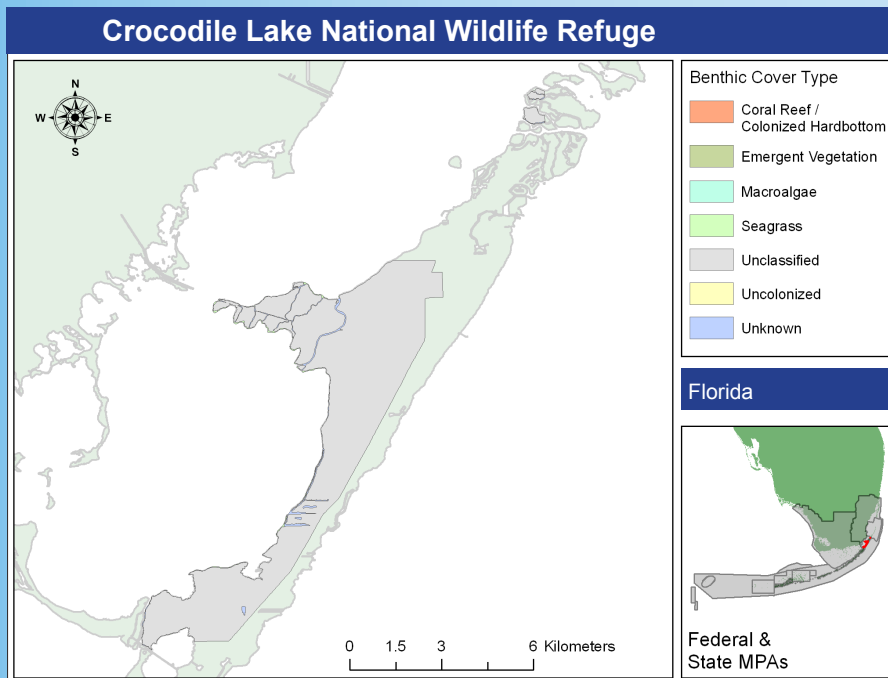 Crocodile Lake National Wildlife Refuge
N
W
E
S
0 1.5 3 6 Kilometers
Benthic Cover Type
Coral Reef /
Colonized Hardbottom
Emergent Vegetation
Macroalgae
Seagrass
Unclassified
Uncolonized
Unknown
Florida
Federal &
State MPAs